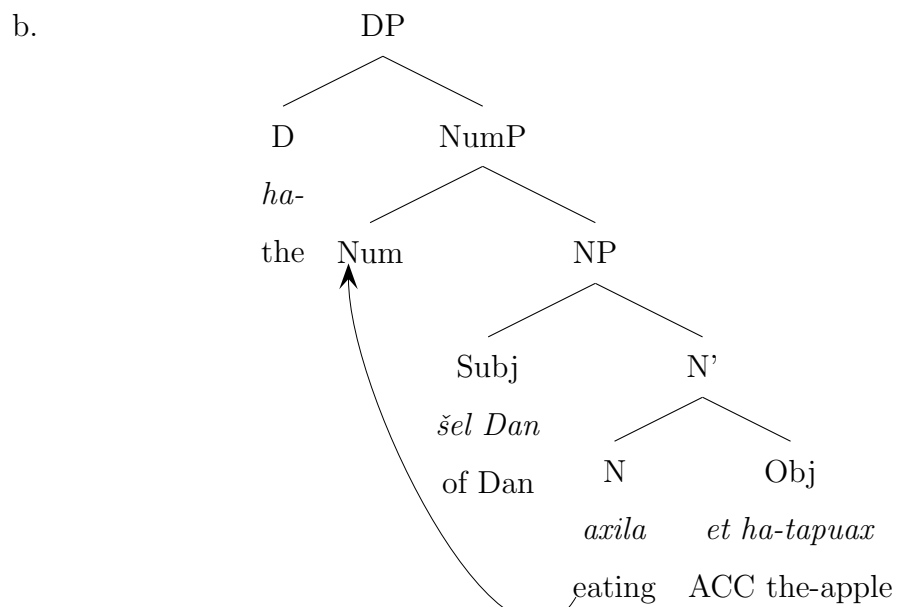 b.
DP
D NumP
ha-
the Num NP
Subj N’
šel Dan
of Dan
N Obj
axila et ha-tapuax
eating ACC the-apple